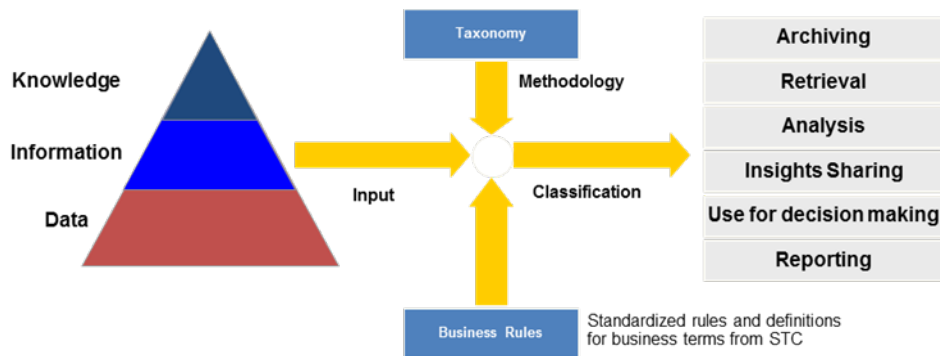 Knowledge
Information
Data
Input
Taxonomy
Methodology
Classification
Business Rules
Standardized rules and definitions
for business terms from STC
Archiving
Retrieval
Analysis
Insights Sharing
Use for decision making
Reporting